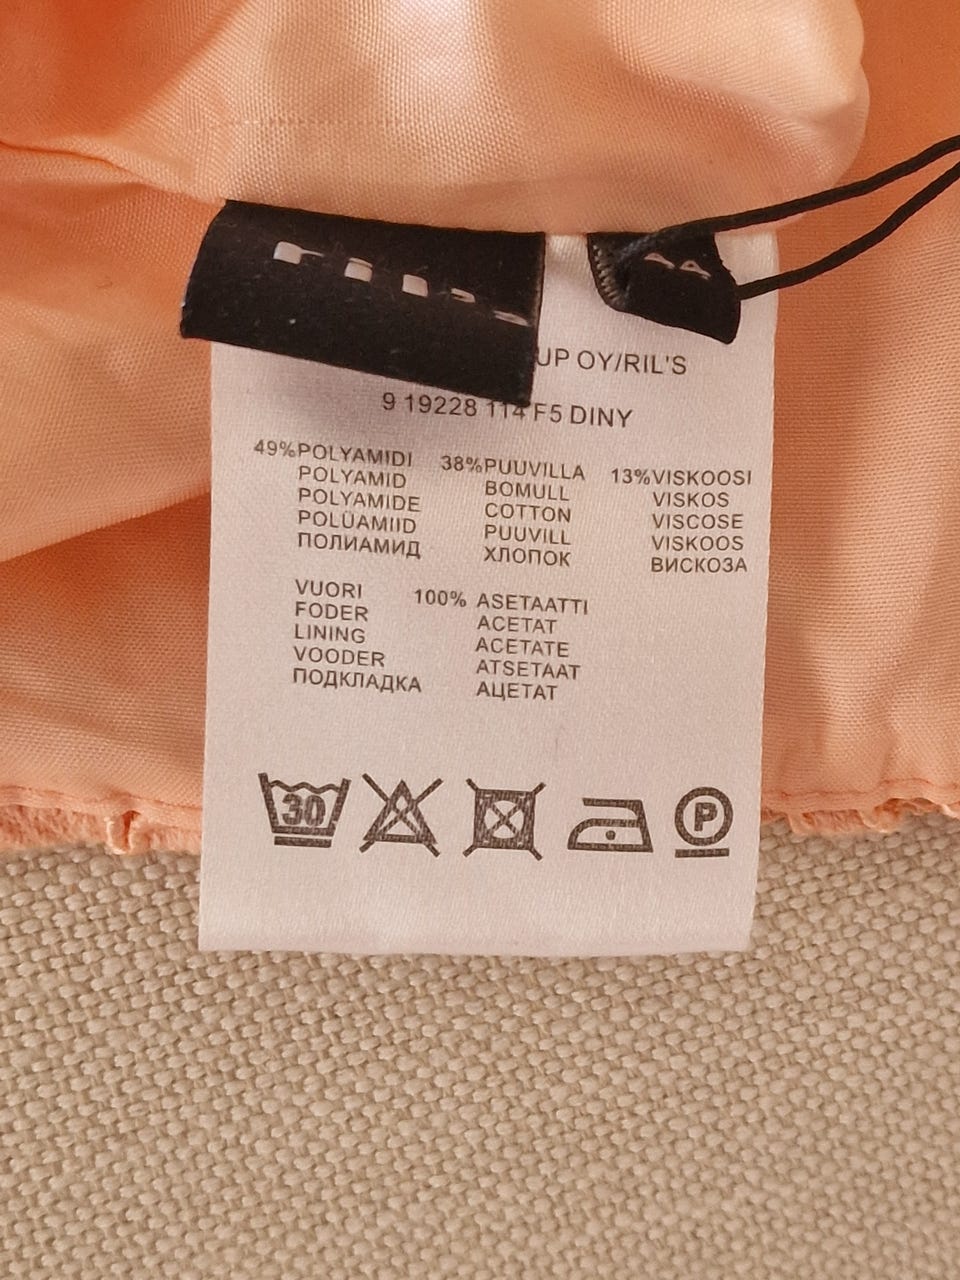 ril's
44
UP OY/RIL'S
9 19228 114 F5 DINY
49%POLYAMIDI 38%PUUVILLA 13%VISKOOSI
POLYAMID BOMULL VISKOS
POLYAMIDE COTTON VISCOSE
POLÜAMIID PUUVILL VISKOOS
ПОЛИАМИД ХЛОПОК ВИСКОЗА
VUORI 100% ASETAATTI
FODER ACETAT
LINING ACETATE
VOODER ATSETAAT
ПОДКЛАДКА АЦЕТАТ
30
P